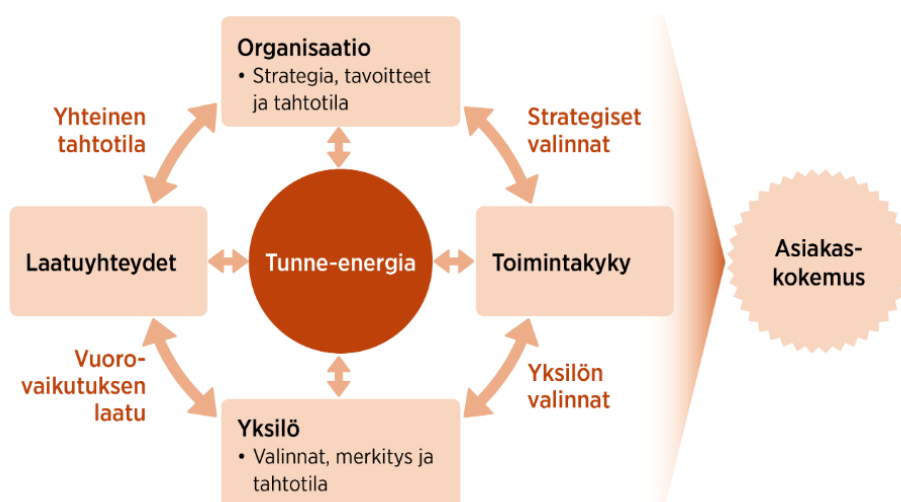 Organisaatio
• Strategia, tavoitteet
ja tahtotila
Yhteinen
tahtotila
Strategiset
valinnat
Laatuyhteydet
Tunne-energia
Toimintakyky
Asiakas-
kokemus
Vuoro-
vaikutuksen
laatu
Yksilön
valinnat
Yksilö
• Valinnat, merkitys ja
tahtotila